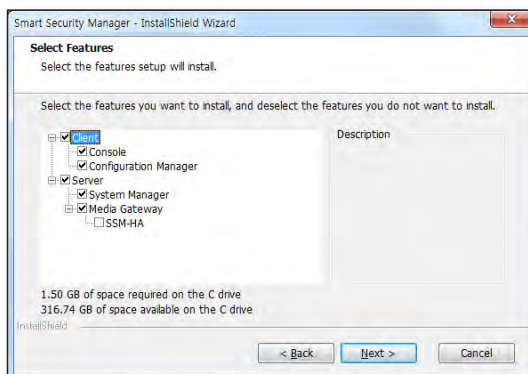 Smart Security Manager - InstallShield Wizard
Select Features
Select the features setup will install.
Select the features you want to install, and deselect the features you do not want to install.
Client
Console
Configuration Manager
Server
System Manager
Media Gateway
SSM-HA
Description
1.50 GB of space required on the C drive
316.74 GB of space available on the C drive
InstallShield
< Back
Next >
Cancel